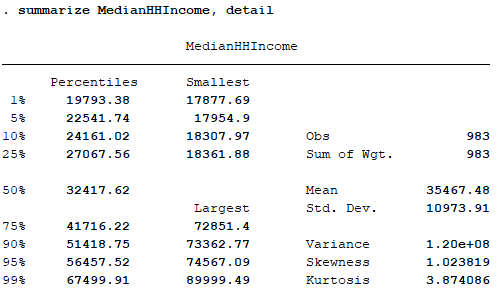 . summarize MedianHHIncome, detail
MedianHHIncome
Percentiles Smallest
1% 19793.38 17877.69
5% 22541.74 17954.9
10% 24161.02 18307.97 Obs 983
25% 27067.56 18361.88 Sum of Wgt. 983
50% 32417.62 Mean 35467.48
Largest Std. Dev. 10973.91
75% 41716.22 72851.4
90% 51418.75 73362.77 Variance 1.20e+08
95% 56457.52 74567.09 Skewness 1.023819
99% 67499.91 89999.49 Kurtosis 3.874086